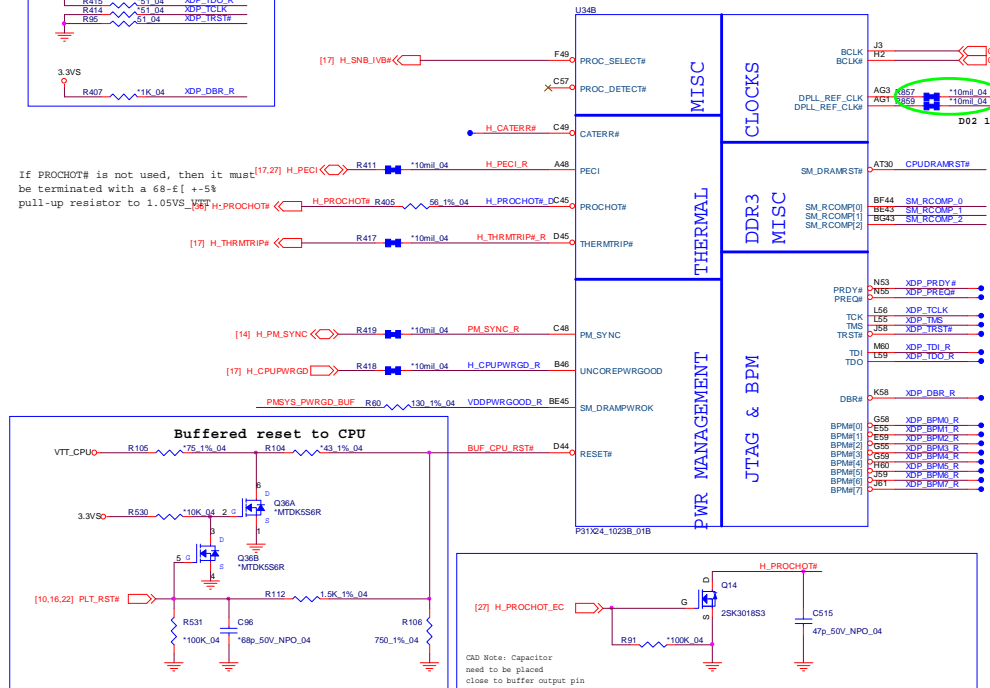 R415 *51_04 XDP_TDO_R
R414 *51_04 XDP_TCLK
R95 51_04 XDP_TRST#
3.3VS
R407 *1K_04 XDP_DBR_R
If PROCHOT# is not used, then it must
be terminated with a 68-£[ +-5%
pull-up resistor to 1.05VS_VTT
U34B
[17] H_SNB_IVB# F49 PROC_SELECT#
C57 PROC_DETECT#
MISC
H_CATERR# C49 CATERR#
[17,27] H_PECI R411 *10mil_04 H_PECI_R A48 PECI
H_PROCHOT# H_PROCHOT# R405 56_1%_04 H_PROCHOT#_D C45 PROCHOT#
[17] H_THRMTRIP# R417 *10mil_04 H_THRMTRIP#_R D45 THERMTRIP#
THERMAL
[14] H_PM_SYNC R419 *10mil_04 PM_SYNC_R C48 PM_SYNC
[17] H_CPUPWRGD R418 *10mil_04 H_CPUPWRGD_R B46 UNCOREPWRGOOD
PMSYS_PWRGD_BUF R60 130_1%_04 VDDPWRGOOD_R BE45 SM_DRAMPWROK
BUF_CPU_RST# D44 RESET#
PWR MANAGEMENT
CLOCKS
BCLK J3
BCLK# H2
DPLL_REF_CLK AG3 R857 *10mil_04
DPLL_REF_CLK# AG1 R859 *10mil_04
D02 1
DDR3
MISC
SM_DRAMRST# AT30 CPUDRAMRST#
SM_RCOMP[0] BF44 SM_RCOMP_0
SM_RCOMP[1] BE43 SM_RCOMP_1
SM_RCOMP[2] BG43 SM_RCOMP_2
JTAG & BPM
PRDY# N53 XDP_PRDY#
PREQ# N55 XDP_PREQ#
TCK L56 XDP_TCLK
TMS L55 XDP_TMS
TRST# J58 XDP_TRST#
TDI M60 XDP_TDI_R
TDO L59 XDP_TDO_R
DBR# K58 XDP_DBR_R
BPM#[0] G58 XDP_BPM0_R
BPM#[1] E55 XDP_BPM1_R
BPM#[2] E59 XDP_BPM2_R
BPM#[3] G55 XDP_BPM3_R
BPM#[4] G59 XDP_BPM4_R
BPM#[5] H60 XDP_BPM5_R
BPM#[6] J59 XDP_BPM6_R
BPM#[7] J61 XDP_BPM7_R
P31X24_1023B_01B
Buffered reset to CPU
VTT_CPU R105 *75_1%_04 R104 *43_1%_04
6 D
Q36A
*MTDK5S6R
3.3VS R530 *10K_04 2 G
S 1
3 D
5 G
Q36B
*MTDK5S6R
S 4
[10,16,22] PLT_RST# R112 1.5K_1%_04
R531
*100K_04
C96
*68p_50V_NPO_04
R106
750_1%_04
H_PROCHOT#
D
Q14
2SK3018S3
[27] H_PROCHOT_EC G
S
C515
47p_50V_NPO_04
R91 *100K_04
CAD Note: Capacitor
need to be placed
close to buffer output pin